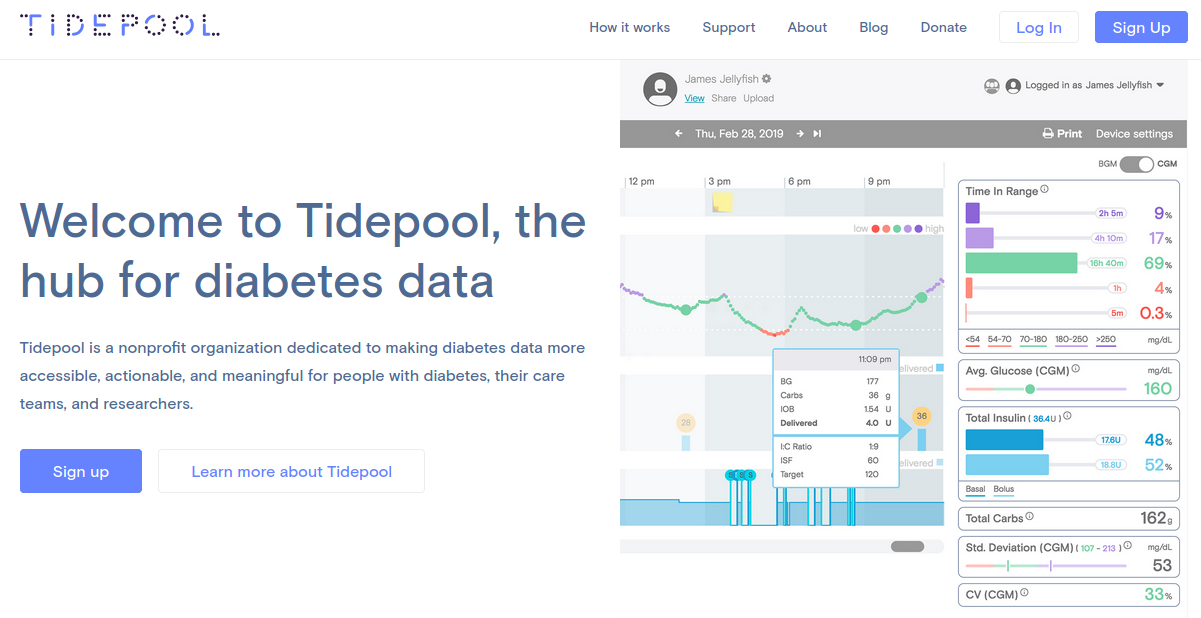 TIDEPOOL
How it works
Support
About
Blog
Donate
Log In
Sign Up
Welcome to Tidepool, the
hub for diabetes data
Tidepool is a nonprofit organization dedicated to making diabetes data more
accessible, actionable, and meaningful for people with diabetes, their care
teams, and researchers.
Sign up
Learn more about Tidepool
James Jellyfish
View Share Upload
Logged in as James Jellyfish
Thu, Feb 28, 2019
Print
Device settings
BGM CGM
12 pm 3 pm 6 pm 9 pm
low high
11:09 pm
BG 177
Carbs 36 g
IOB 1.54 U
Delivered 4.0 U
I:C Ratio 1:9
ISF 60
Target 120
elivered
28
36
elivered
Time In Range
2h 5m 9%
4h 10m 17%
16h 40m 69%
1h 4%
5m 0.3%
<54 54-70 70-180 180-250 >250 mg/dL
Avg. Glucose (CGM) mg/dL
160
Total Insulin ( 36.4U )
17.6U 48%
18.8U 52%
Basal Bolus
Total Carbs 162g
Std. Deviation (CGM) ( 107 - 213 ) mg/dL
53
CV (CGM) 33%